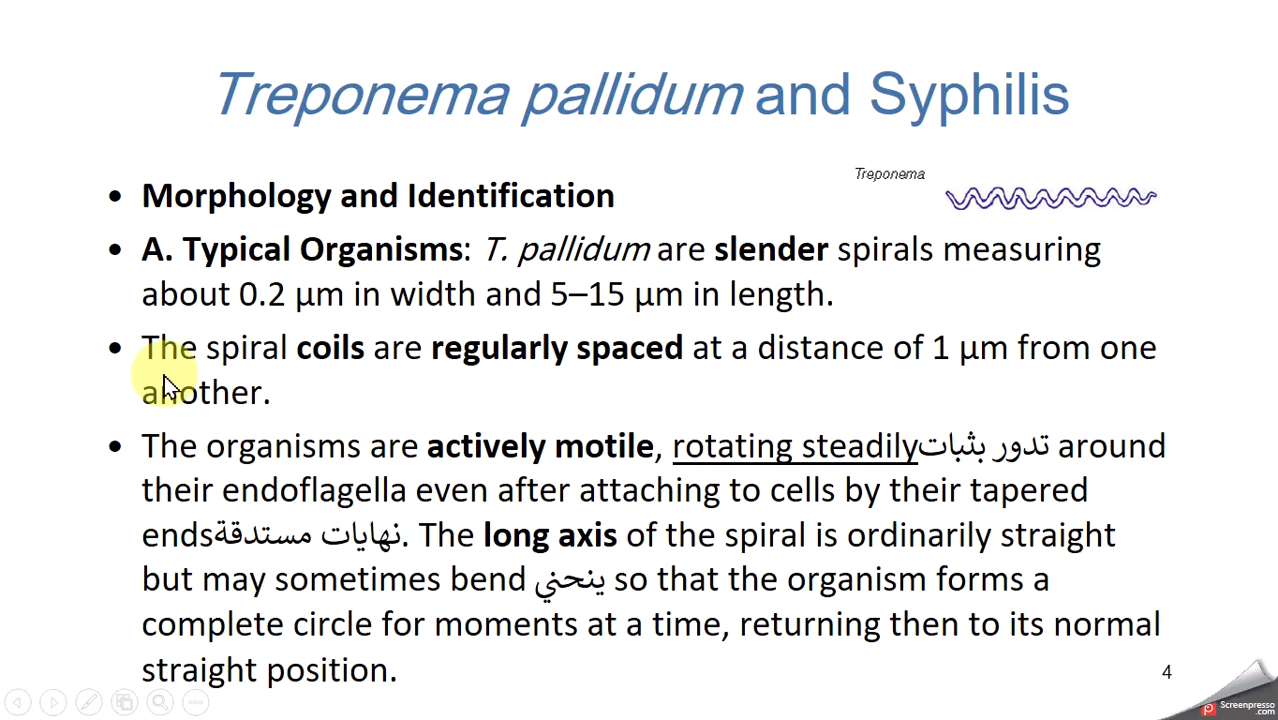 Treponema pallidum and Syphilis
Treponema
• Morphology and Identification
• A. Typical Organisms: T. pallidum are slender spirals measuring
about 0.2 μm in width and 5–15 μm in length.
• The spiral coils are regularly spaced at a distance of 1 μm from one
another.
• The organisms are actively motile, rotating steadilyتدور بثبات around
their endoflagella even after attaching to cells by their tapered
endsنهايات مستدقة. The long axis of the spiral is ordinarily straight
but may sometimes bend ينحني so that the organism forms a
complete circle for moments at a time, returning then to its normal
straight position.
4
Screenpresso
.com